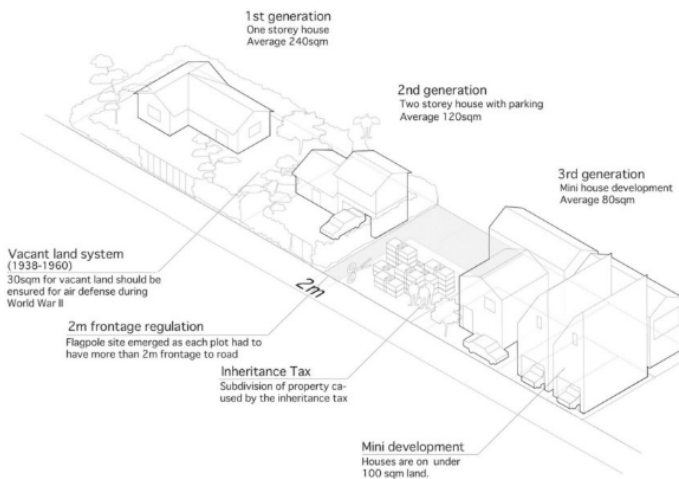 1st generation
One storey house
Average 240sqm
2nd generation
Two storey house with parking
Average 120sqm
3rd generation
Mini house development
Average 80sqm
Vacant land system
(1938-1960)
30sqm for vacant land should be
ensured for air defense during
World War II
2m
2m frontage regulation
Flagpole site emerged as each plot had to
have more than 2m frontage to road
Inheritance Tax
Subdivision of property ca-
used by the inheritance tax
Mini development
Houses are on under
100 sqm land.